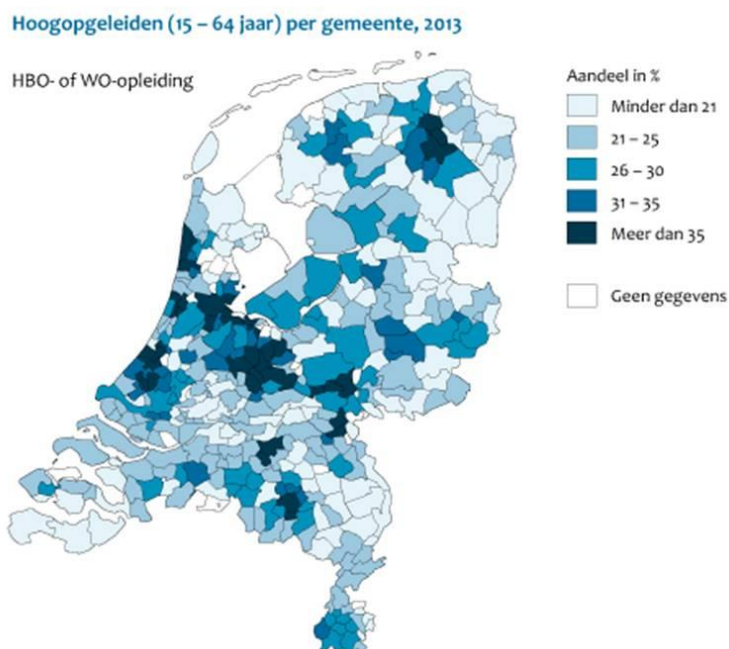 Hoogopgeleiden (15 – 64 jaar) per gemeente, 2013
HBO- of WO-opleiding
Aandeel in %
Minder dan 21
21 – 25
26 – 30
31 – 35
Meer dan 35
Geen gegevens